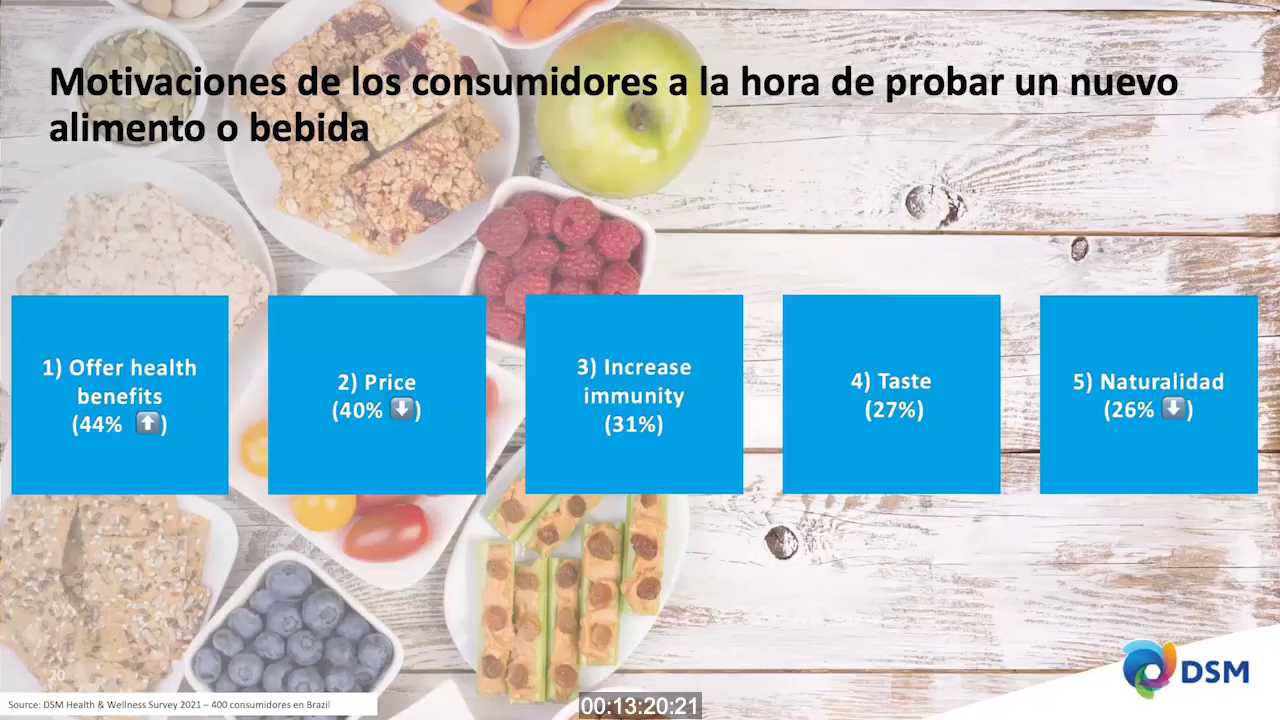 Motivaciones de los consumidores a la hora de probar un nuevo
alimento o bebida
1) Offer health
benefits
(44% ⬆️)
2) Price
(40% ⬇️)
3) Increase
immunity
(31%)
4) Taste
(27%)
5) Naturalidad
(26% ⬇️)
20
Source: DSM Health & Wellness Survey 2021 – 400 consumidores en Brazil
00:13:20:21
DSM